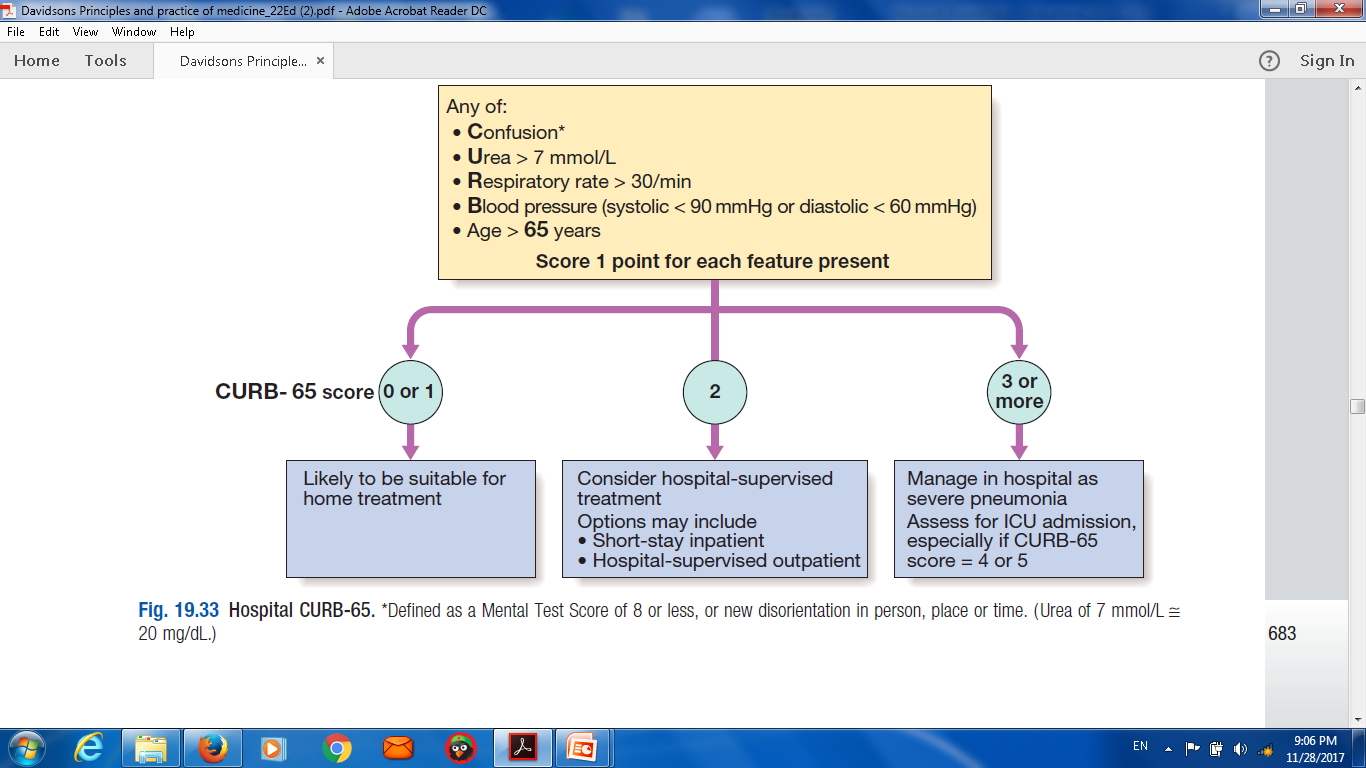 Davidsons Principles and practice of medicine_22Ed (2).pdf - Adobe Acrobat Reader DC
File Edit View Window Help
Home Tools Davidsons Principle... × ? Sign In
Any of:
• Confusion*
• Urea > 7 mmol/L
• Respiratory rate > 30/min
• Blood pressure (systolic < 90 mmHg or diastolic < 60 mmHg)
• Age > 65 years
Score 1 point for each feature present
CURB- 65 score
0 or 1
2
3 or
more
Likely to be suitable for
home treatment
Consider hospital-supervised
treatment
Options may include
• Short-stay inpatient
• Hospital-supervised outpatient
Manage in hospital as
severe pneumonia
Assess for ICU admission,
especially if CURB-65
score = 4 or 5
Fig. 19.33 Hospital CURB-65. *Defined as a Mental Test Score of 8 or less, or new disorientation in person, place or time. (Urea of 7 mmol/L ≅
20 mg/dL.)
683
EN
9:06 PM
11/28/2017